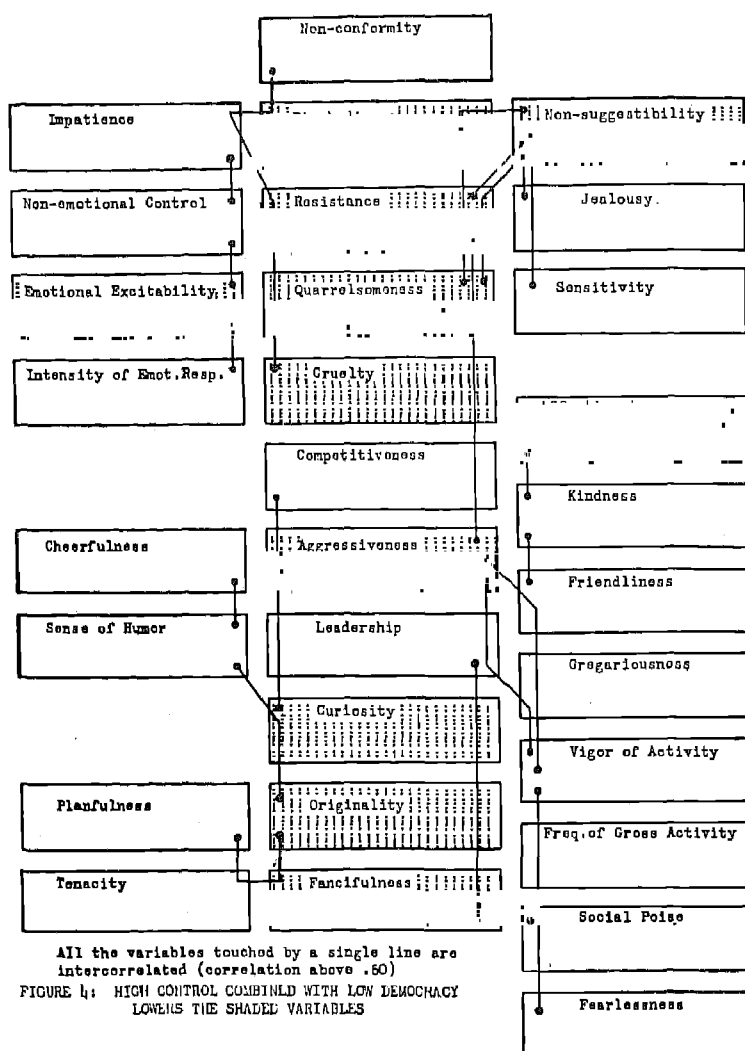 Non-conformity
Impatience
Non-suggestibility
Non-emotional Control
Resistance
Jealousy.
Emotional Excitability
Quarrelsomeness
Sensitivity
Intensity of Emot.Resp.
Cruelty
Competitiveness
Kindness
Cheerfulness
Aggressiveness
Friendliness
Sense of Humor
Leadership
Gregariousness
Curiosity
Vigor of Activity
Planfulness
Originality
Freq.of Gross Activity
Tenacity
Fancifulness
Social Poise
All the variables touched by a single line are
intercorrelated (correlation above .60)
FIGURE 4: HIGH CONTROL COMBINED WITH LOW DEMOCRACY
LOWERS THE SHADED VARIABLES
Fearlessness